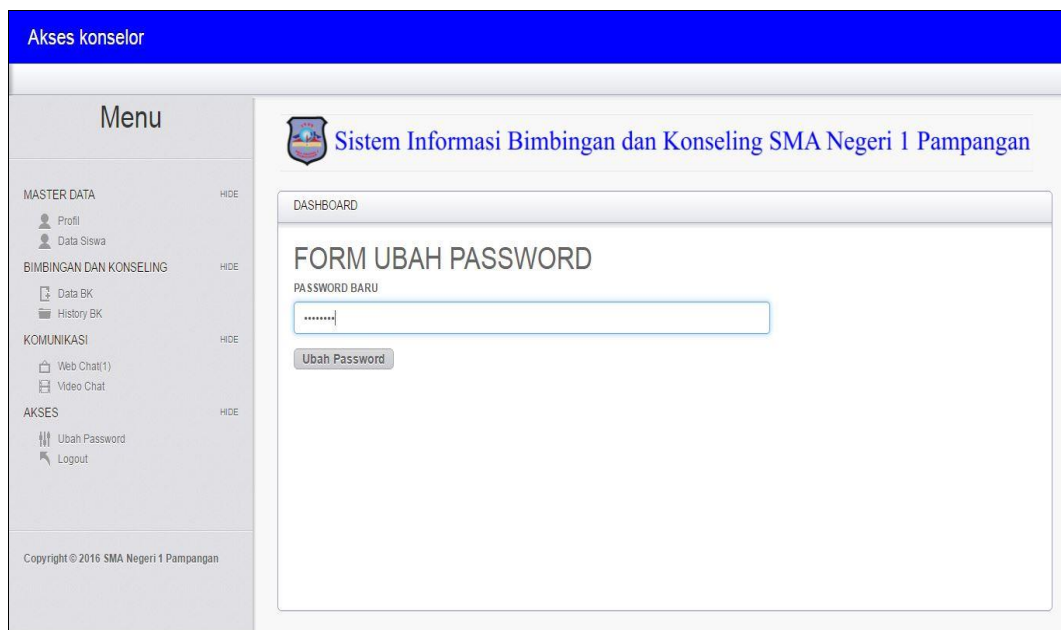 Akses konselor
Menu
MASTER DATA HIDE
Profil
Data Siswa
BIMBINGAN DAN KONSELING HIDE
Data BK
History BK
KOMUNIKASI HIDE
Web Chat(1)
Video Chat
AKSES HIDE
Ubah Password
Logout
Copyright © 2016 SMA Negeri 1 Pampangan
Sistem Informasi Bimbingan dan Konseling SMA Negeri 1 Pampangan
DASHBOARD
FORM UBAH PASSWORD
PASSWORD BARU
••••••••
Ubah Password